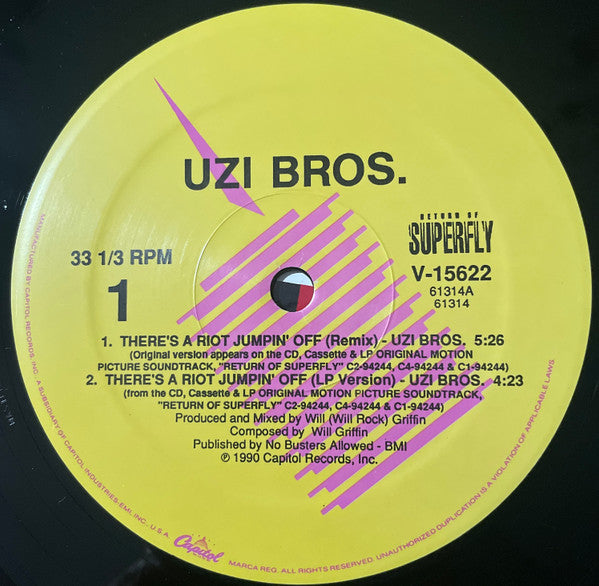 UZI BROS.
RETURN OF
SUPERFLY
33 1/3 RPM
V-15622
1
61314A
61314
1. THERE'S A RIOT JUMPIN' OFF (Remix) - UZI BROS. 5:26
(Original version appears on the CD, Cassette & LP ORIGINAL MOTION
PICTURE SOUNDTRACK, "RETURN OF SUPERFLY" C2-94244, C4-94244 & C1-94244)
2. THERE'S A RIOT JUMPIN' OFF (LP Version) - UZI BROS. 4:23
(from the CD, Cassette & LP ORIGINAL MOTION PICTURE SOUNDTRACK,
"RETURN OF SUPERFLY" C2-94244, C4-94244 & C1-94244)
Produced and Mixed by Will (Will Rock) Griffin
Composed by Will Griffin
Published by No Busters Allowed - BMI
℗ 1990 Capitol Records, Inc.
MANUFACTURED BY CAPITOL RECORDS, INC., A SUBSIDIARY OF CAPITOL INDUSTRIES-EMI, INC., U.S.A.
Capitol
MARCA REG. ALL RIGHTS RESERVED. UNAUTHORIZED DUPLICATION IS A VIOLATION OF APPLICABLE LAWS.